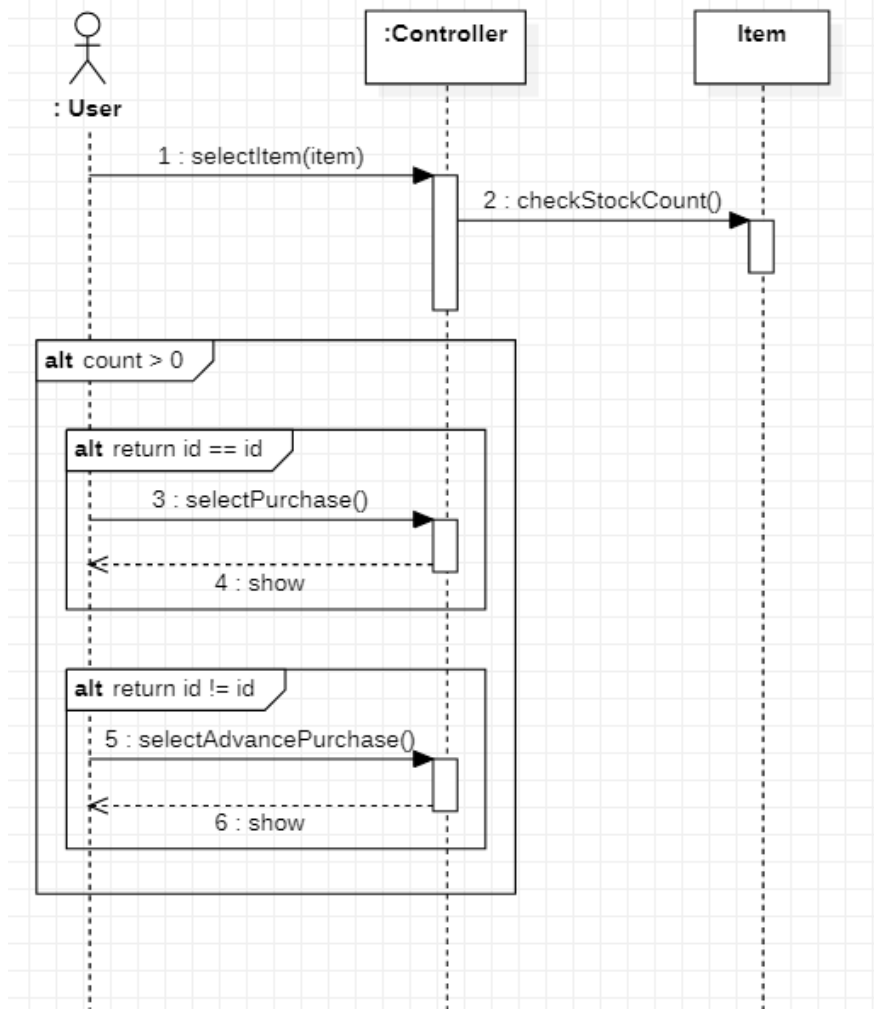 :Controller
Item
: User
1 : selectItem(item)
2 : checkStockCount()
alt count > 0
alt return id == id
3 : selectPurchase()
4 : show
alt return id != id
5 : selectAdvancePurchase()
6 : show